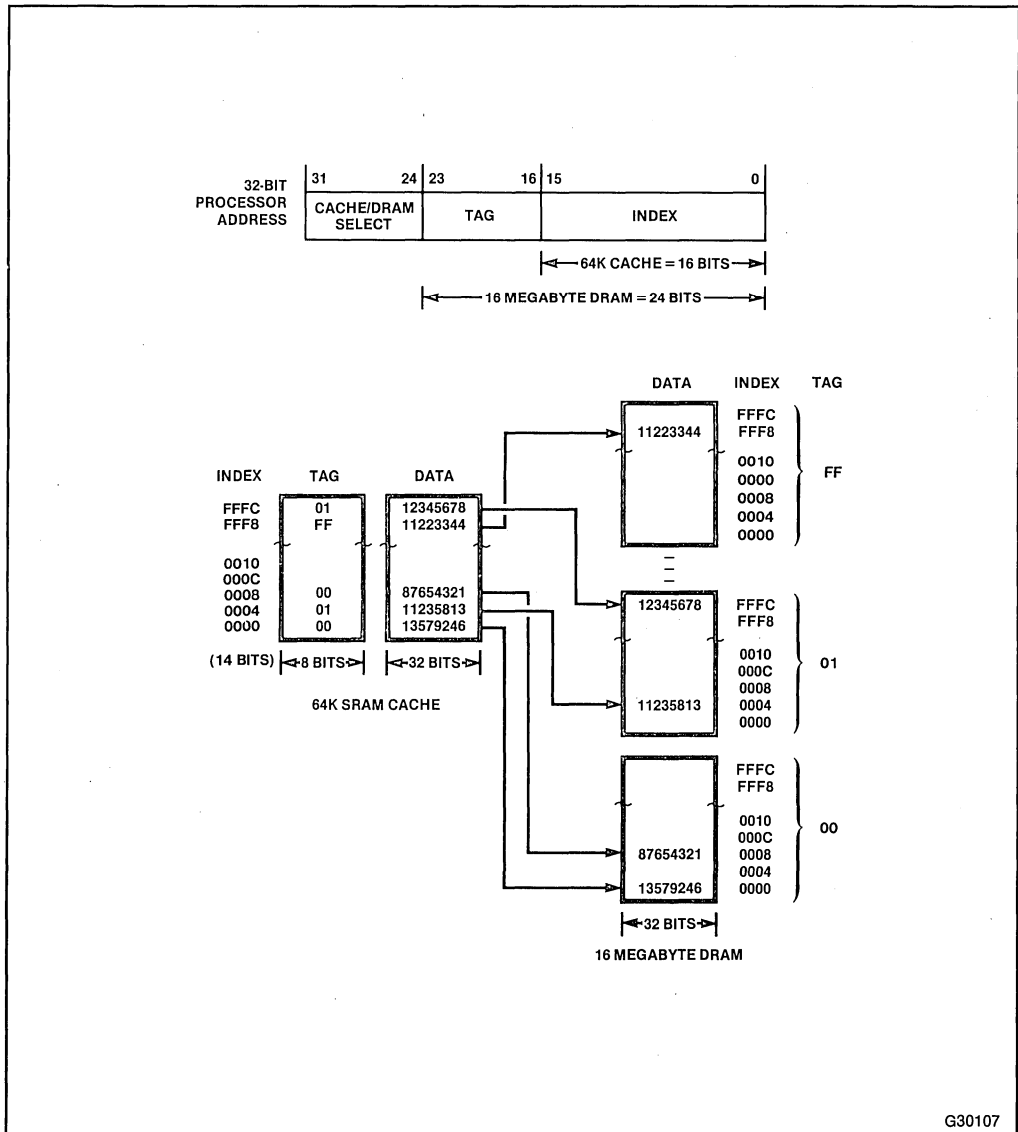 32-BIT
PROCESSOR
ADDRESS
31 24 23 16 15 0
CACHE/DRAM
SELECT
TAG
INDEX
64K CACHE = 16 BITS
16 MEGABYTE DRAM = 24 BITS
DATA INDEX TAG
FFFC
11223344 FFF8
0010
0000
0008
0004
0000
FF
INDEX TAG DATA
FFFC 01 12345678
FFF8 FF 11223344
0010
000C
0008 00 87654321
0004 01 11235813
0000 00 13579246
(14 BITS) 8 BITS 32 BITS
64K SRAM CACHE
12345678 FFFC
FFF8
0010
000C
0008
11235813 0004
0000
01
FFFC
FFF8
0010
000C
87654321 0008
0004
13579246 0000
00
32 BITS
16 MEGABYTE DRAM
G30107